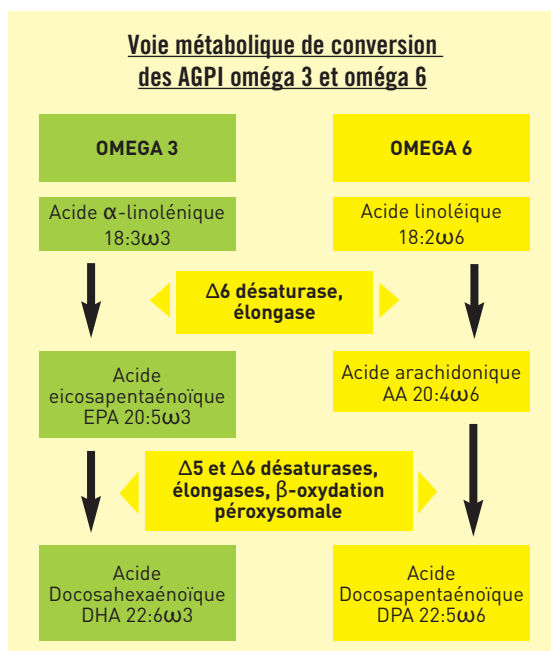 Voie métabolique de conversion
des AGPI oméga 3 et oméga 6
OMEGA 3
OMEGA 6
Acide α-linolénique
18:3ω3
Acide linoléique
18:2ω6
Δ6 désaturase,
élongase
Acide
eicosapentaénoïque
EPA 20:5ω3
Acide arachidonique
AA 20:4ω6
Δ5 et Δ6 désaturases,
élongases, β-oxydation
péroxysomale
Acide
Docosahexaénoïque
DHA 22:6ω3
Acide
Docosapentaénoïque
DPA 22:5ω6